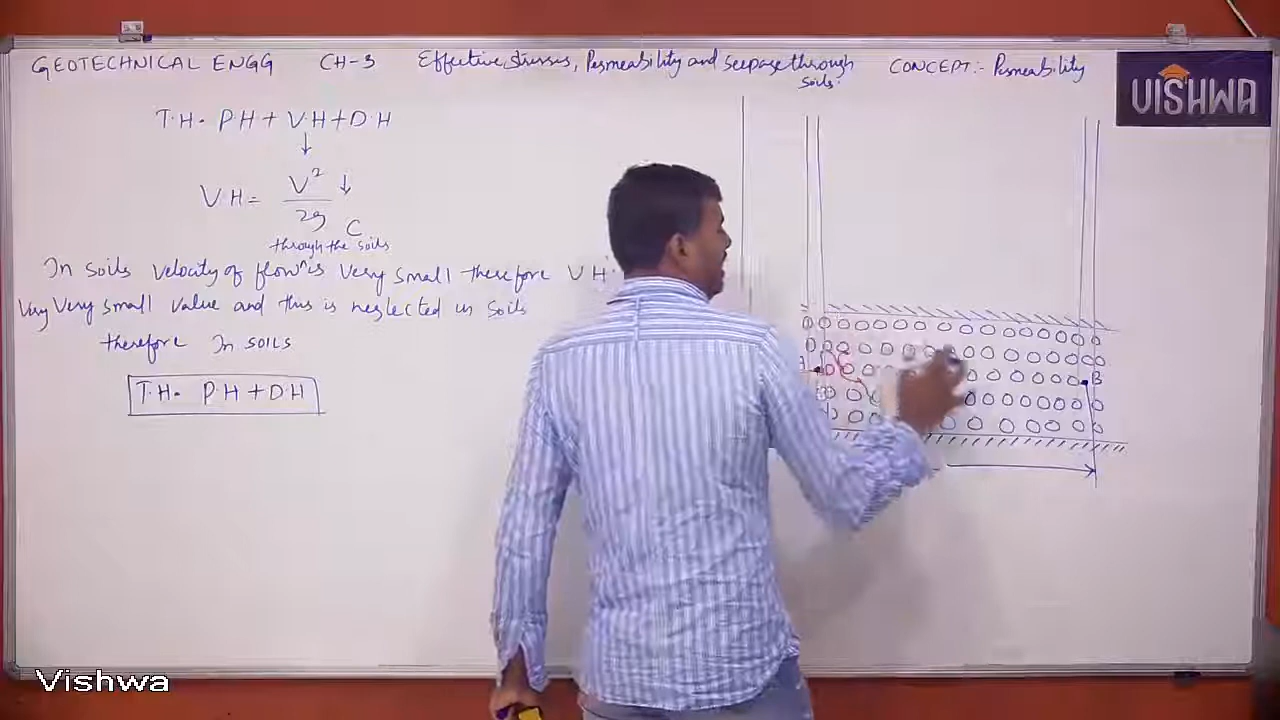 GEOTECHNICAL ENGG CH-3 Effective stresses, Permeability and seepage through soils. CONCEPT:- Permeability
VISHWA
T.H = P.H + V.H + D.H
V.H = V² / 2g
through the soils
In soils velocity of flow is very small therefore V H
Very very small value and this is neglected in soils
therefore In SOILS
T.H = P.H + D.H
B
Vishwa